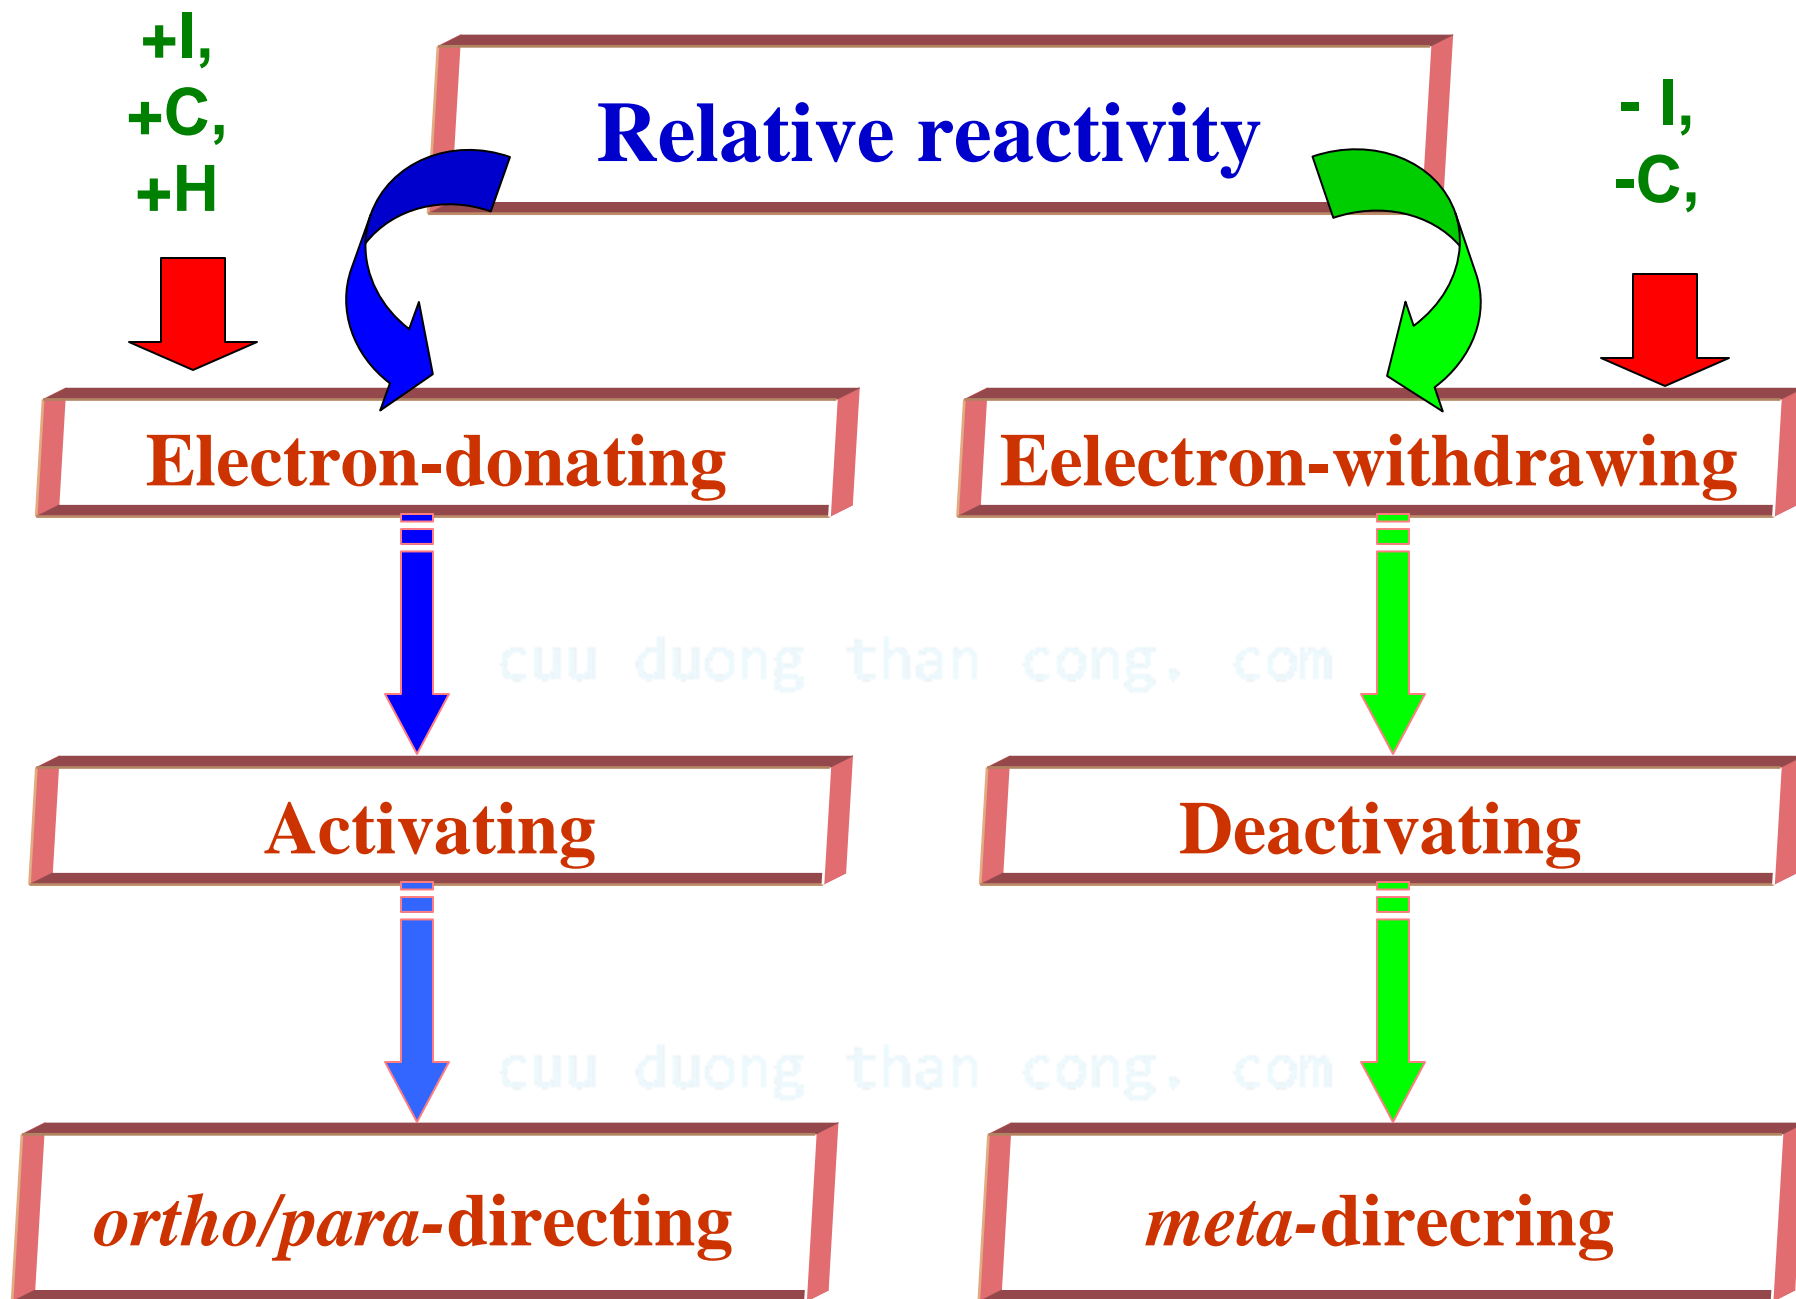 +I,
+C,
+H
Relative reactivity
- I,
-C,
Electron-donating
Eelectron-withdrawing
cuu duong than cong. com
Activating
Deactivating
cuu duong than cong. com
ortho/para-directing
meta-direcring